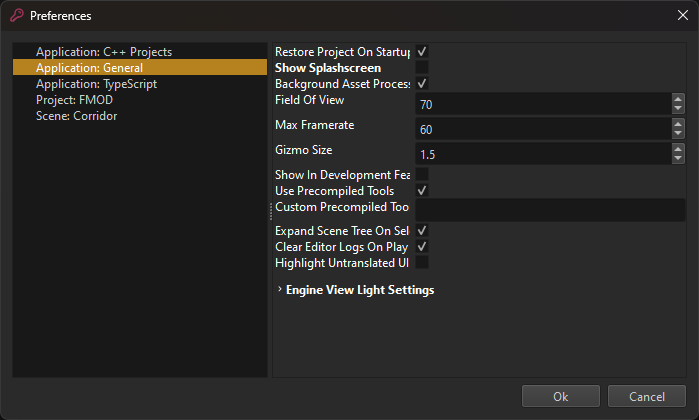 Preferences
Application: C++ Projects
Application: General
Application: TypeScript
Project: FMOD
Scene: Corridor
Restore Project On Startup
Show Splashscreen
Background Asset Process
Field Of View 70
Max Framerate 60
Gizmo Size 1.5
Show In Development Fea
Use Precompiled Tools
Custom Precompiled Too
Expand Scene Tree On Sel
Clear Editor Logs On Play
Highlight Untranslated UI
Engine View Light Settings
Ok Cancel